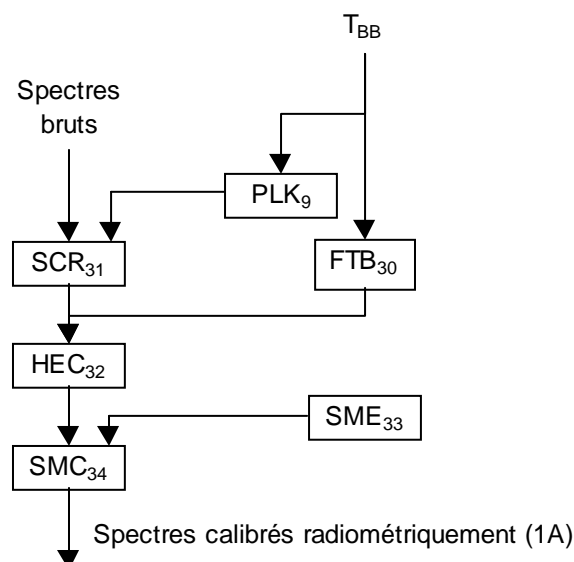 T_BB
Spectres
bruts
PLK_9
SCR_31
FTB_30
HEC_32
SME_33
SMC_34
Spectres calibrés radiométriquement (1A)